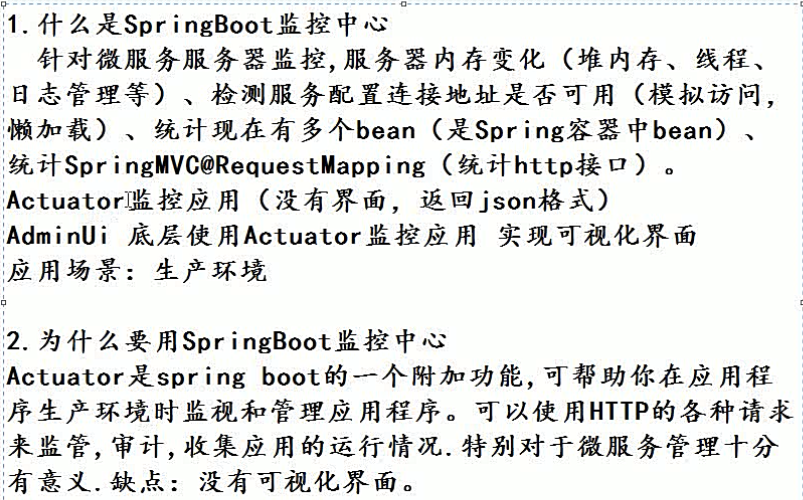 1.什么是SpringBoot监控中心
针对微服务服务器监控,服务器内存变化（堆内存、线程、
日志管理等）、检测服务配置连接地址是否可用（模拟访问，
懒加载）、统计现在有多个bean（是Spring容器中bean）、
统计SpringMVC@RequestMapping（统计http接口）。
Actuator监控应用（没有界面，返回json格式）
AdminUi 底层使用Actuator监控应用 实现可视化界面
应用场景：生产环境
2.为什么要用SpringBoot监控中心
Actuator是spring boot的一个附加功能,可帮助你在应用程
序生产环境时监视和管理应用程序。可以使用HTTP的各种请求
来监管,审计,收集应用的运行情况.特别对于微服务管理十分
有意义.缺点：没有可视化界面。